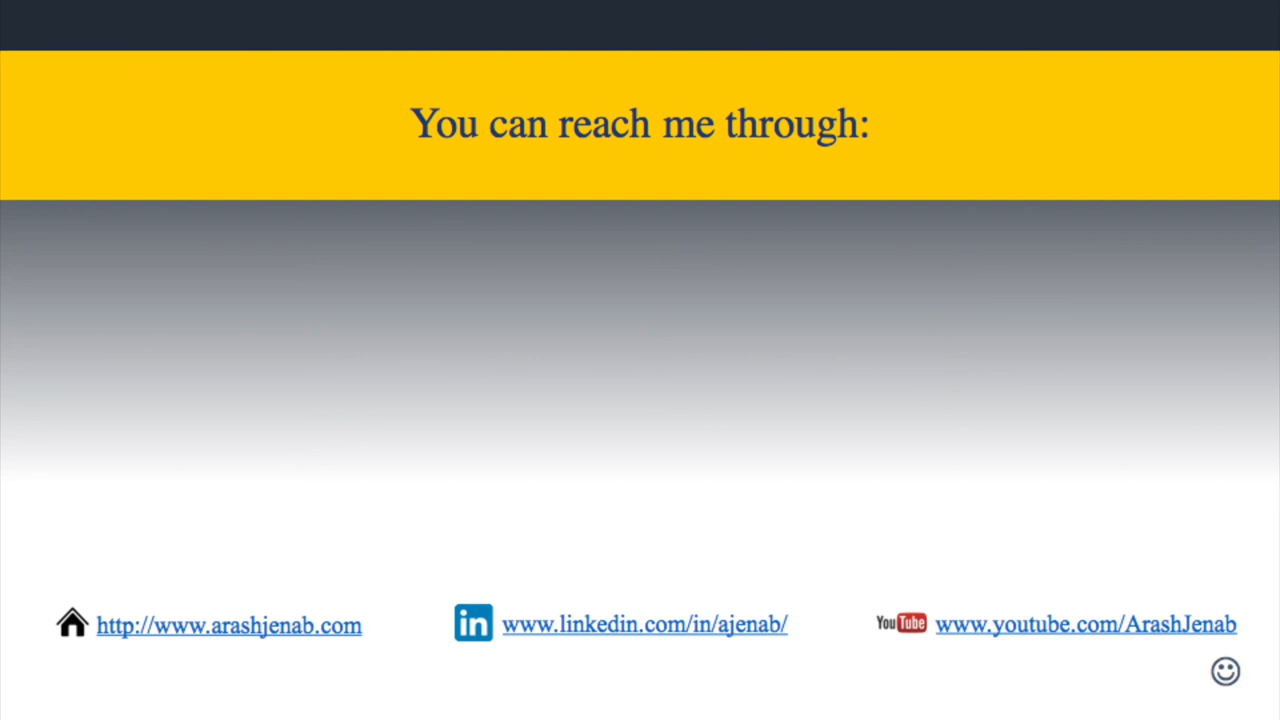 You can reach me through:
http://www.arashjenab.com
in www.linkedin.com/in/ajenab/
YouTube www.youtube.com/ArashJenab